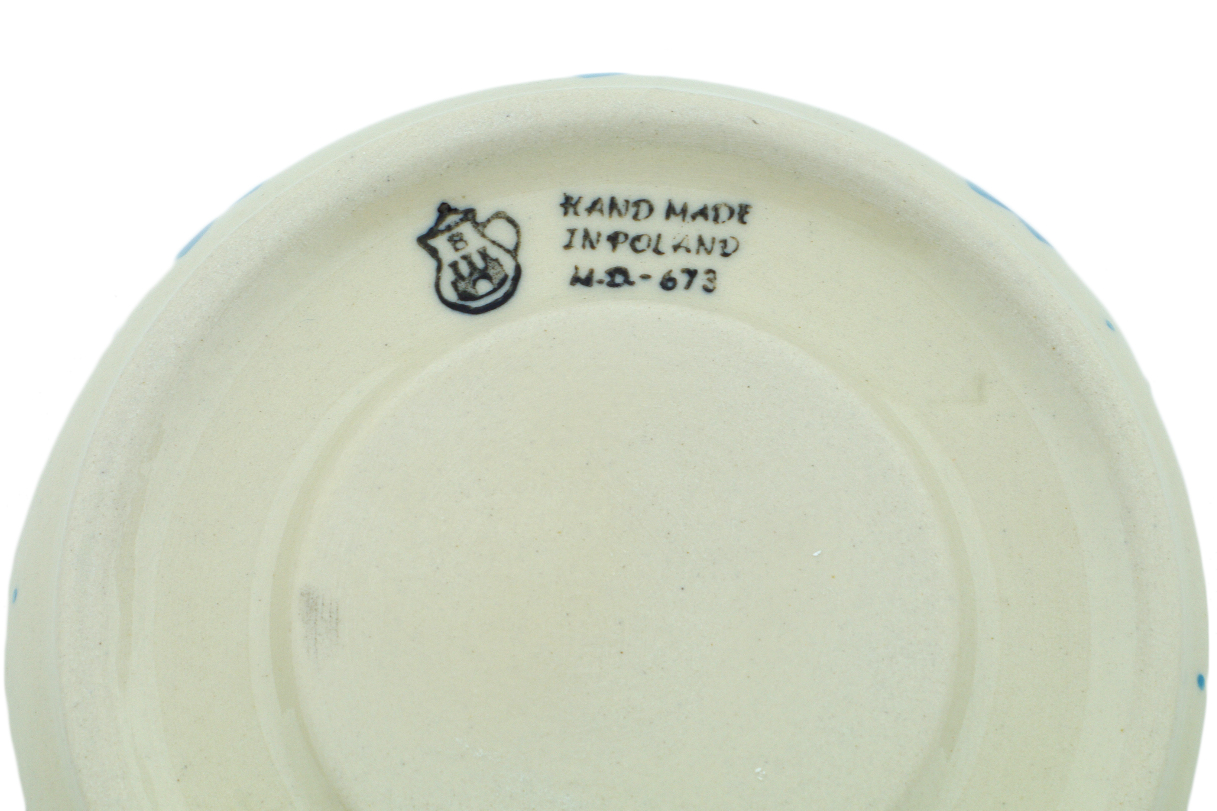 B
HAND MADE
IN POLAND
W.D.-673